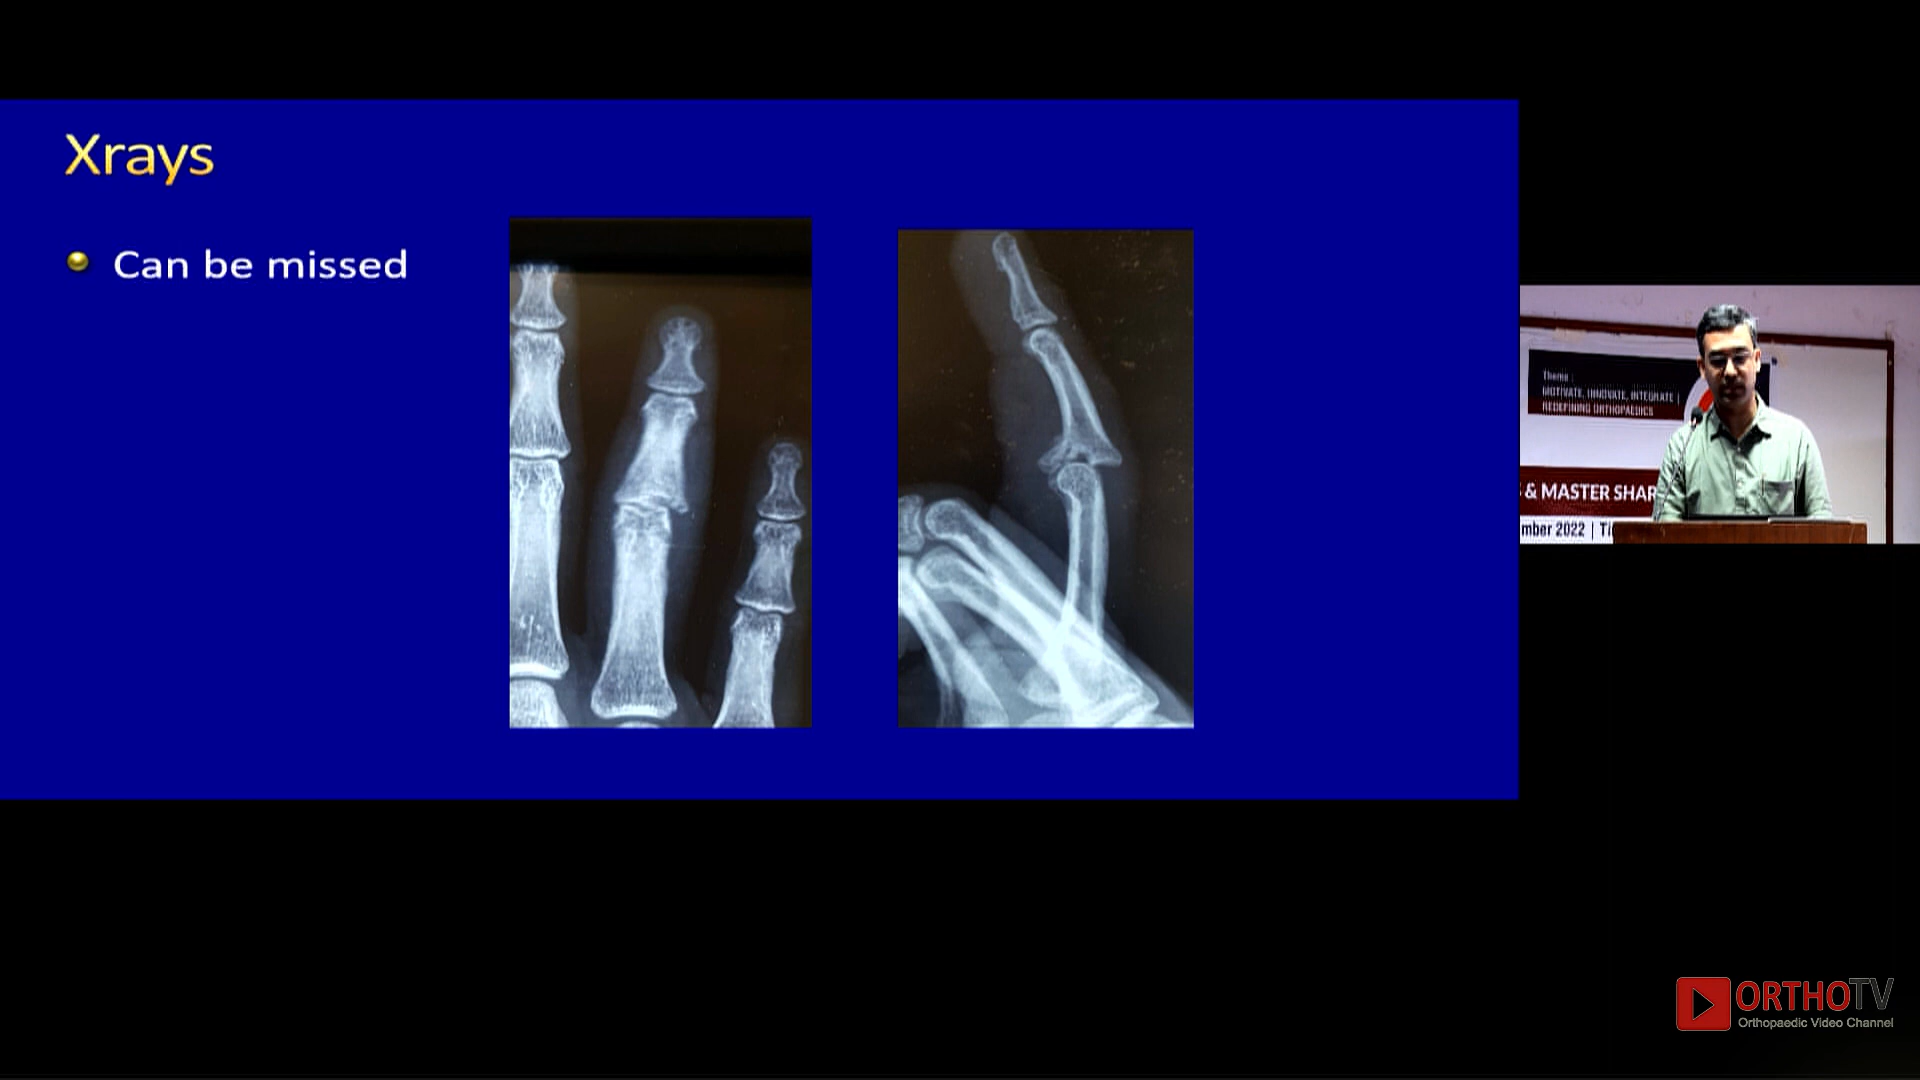 Xrays
Can be missed
Theme :
MOTIVATE, INNOVATE, INTEGRATE |
REDEFINING ORTHOPAEDICS
& MASTER SHAR
mber 2022 | Ti
ORTHOTV
Orthopaedic Video Channel